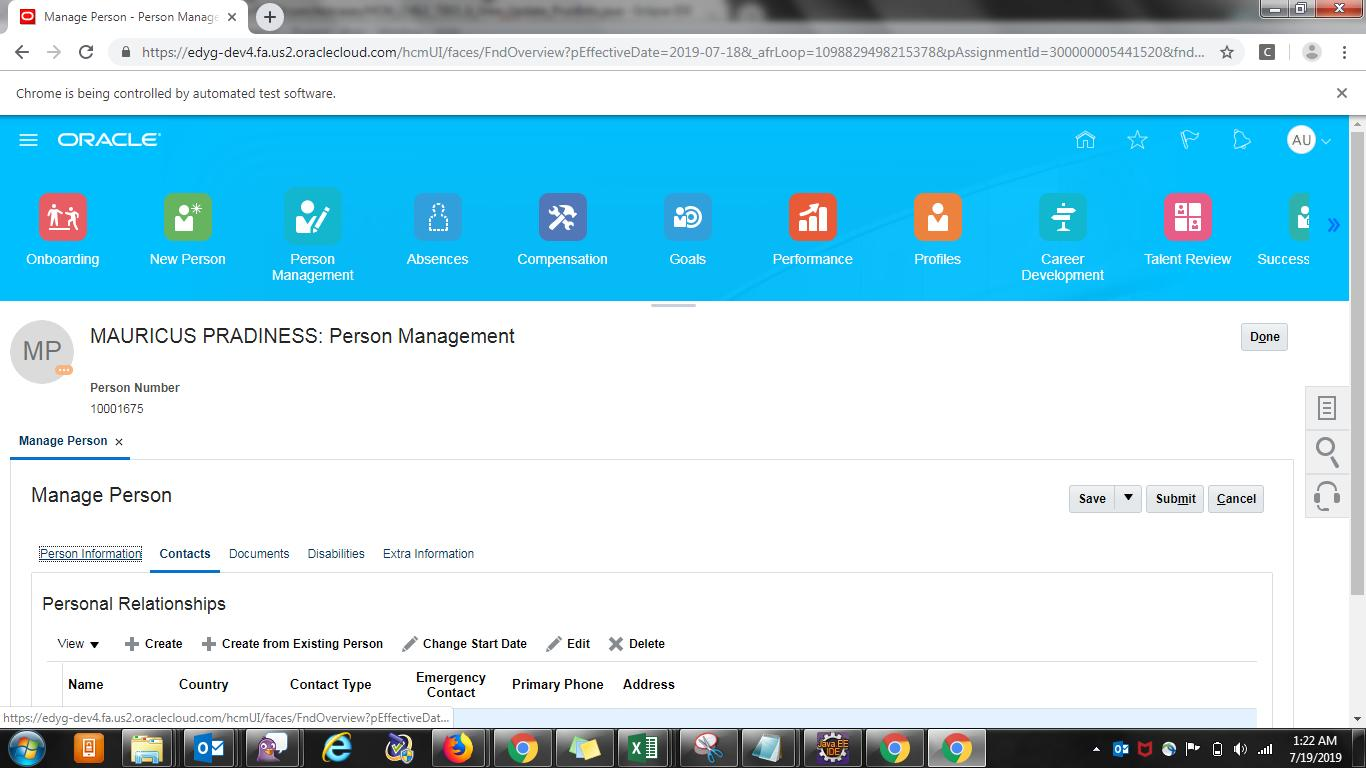 Manage Person - Person Manage
https://edyg-dev4.fa.us2.oraclecloud.com/hcmUI/faces/FndOverview?pEffectiveDate=2019-07-18&_afrLoop=1098829498215378&pAssignmentId=300000005441520&fnd...
C
Chrome is being controlled by automated test software.
ORACLE
AU
Onboarding
New Person
Person Management
Absences
Compensation
Goals
Performance
Profiles
Career Development
Talent Review
Success
MP
MAURICUS PRADINESS: Person Management
Done
Person Number
10001675
Manage Person
Manage Person
Save
Submit
Cancel
Person Information
Contacts
Documents
Disabilities
Extra Information
Personal Relationships
View
Create
Create from Existing Person
Change Start Date
Edit
Delete
Name
Country
Contact Type
Emergency Contact
Primary Phone
Address
https://edyg-dev4.fa.us2.oraclecloud.com/hcmUI/faces/FndOverview?pEffectiveDat...
Java EE
IDE
1:22 AM
7/19/2019